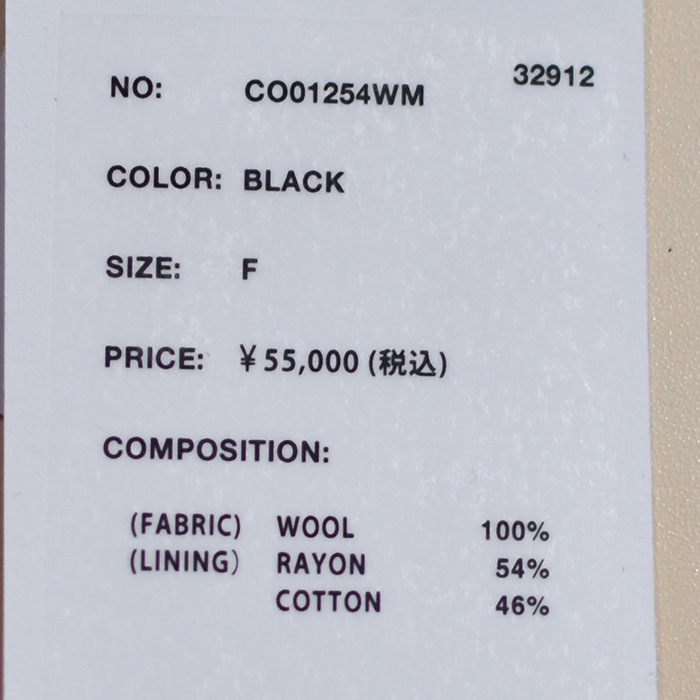 32912
NO: CO01254WM
COLOR: BLACK
SIZE: F
PRICE: ¥55,000 (税込)
COMPOSITION:
(FABRIC) WOOL 100%
(LINING) RAYON 54%
COTTON 46%